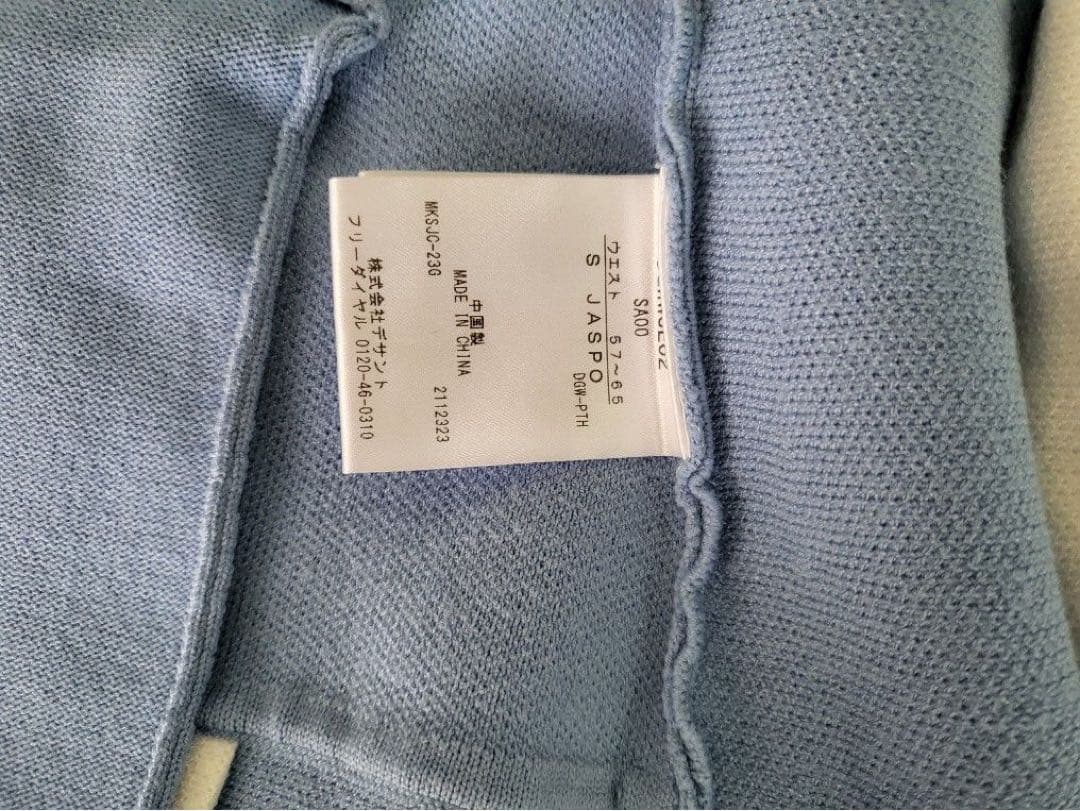 SA00
ウエスト 57～65
S JASPO
DGW-PTH
中国製
MADE IN CHINA
MKSJC-23G 2112323
株式会社デサント
フリーダイヤル 0120-46-0310